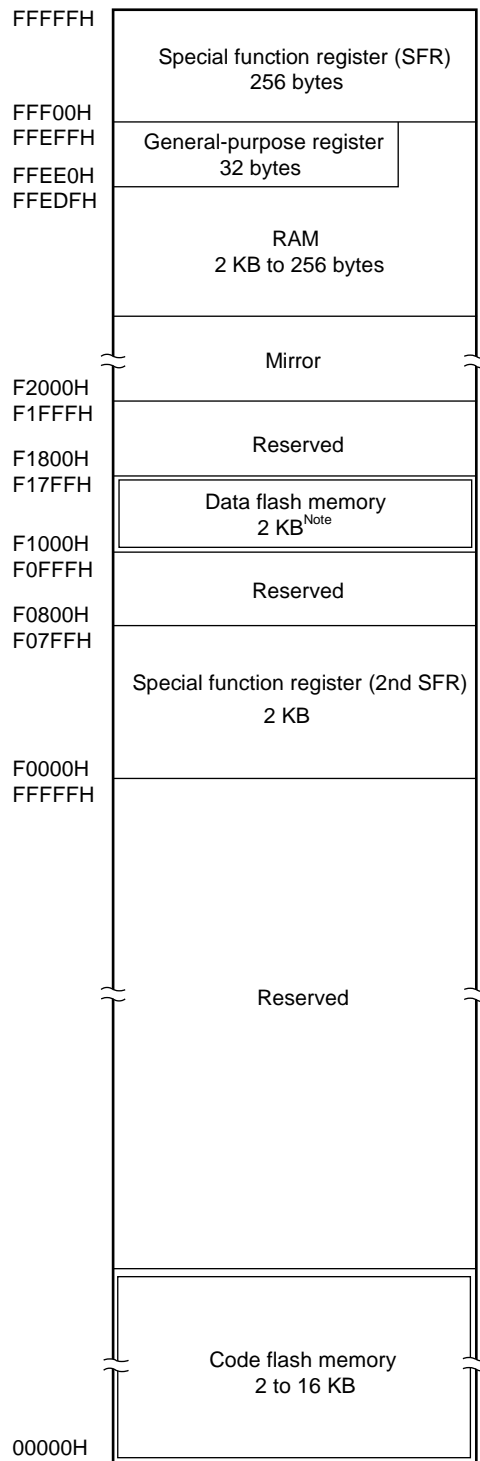 FFFFFH
Special function register (SFR)
256 bytes
FFF00H
FFEFFH
General-purpose register
32 bytes
FFEE0H
FFEDFH
RAM
2 KB to 256 bytes
Mirror
F2000H
F1FFFH
Reserved
F1800H
F17FFH
Data flash memory
2 KBNote
F1000H
F0FFFH
Reserved
F0800H
F07FFH
Special function register (2nd SFR)
2 KB
F0000H
FFFFFH
Reserved
Code flash memory
2 to 16 KB
00000H